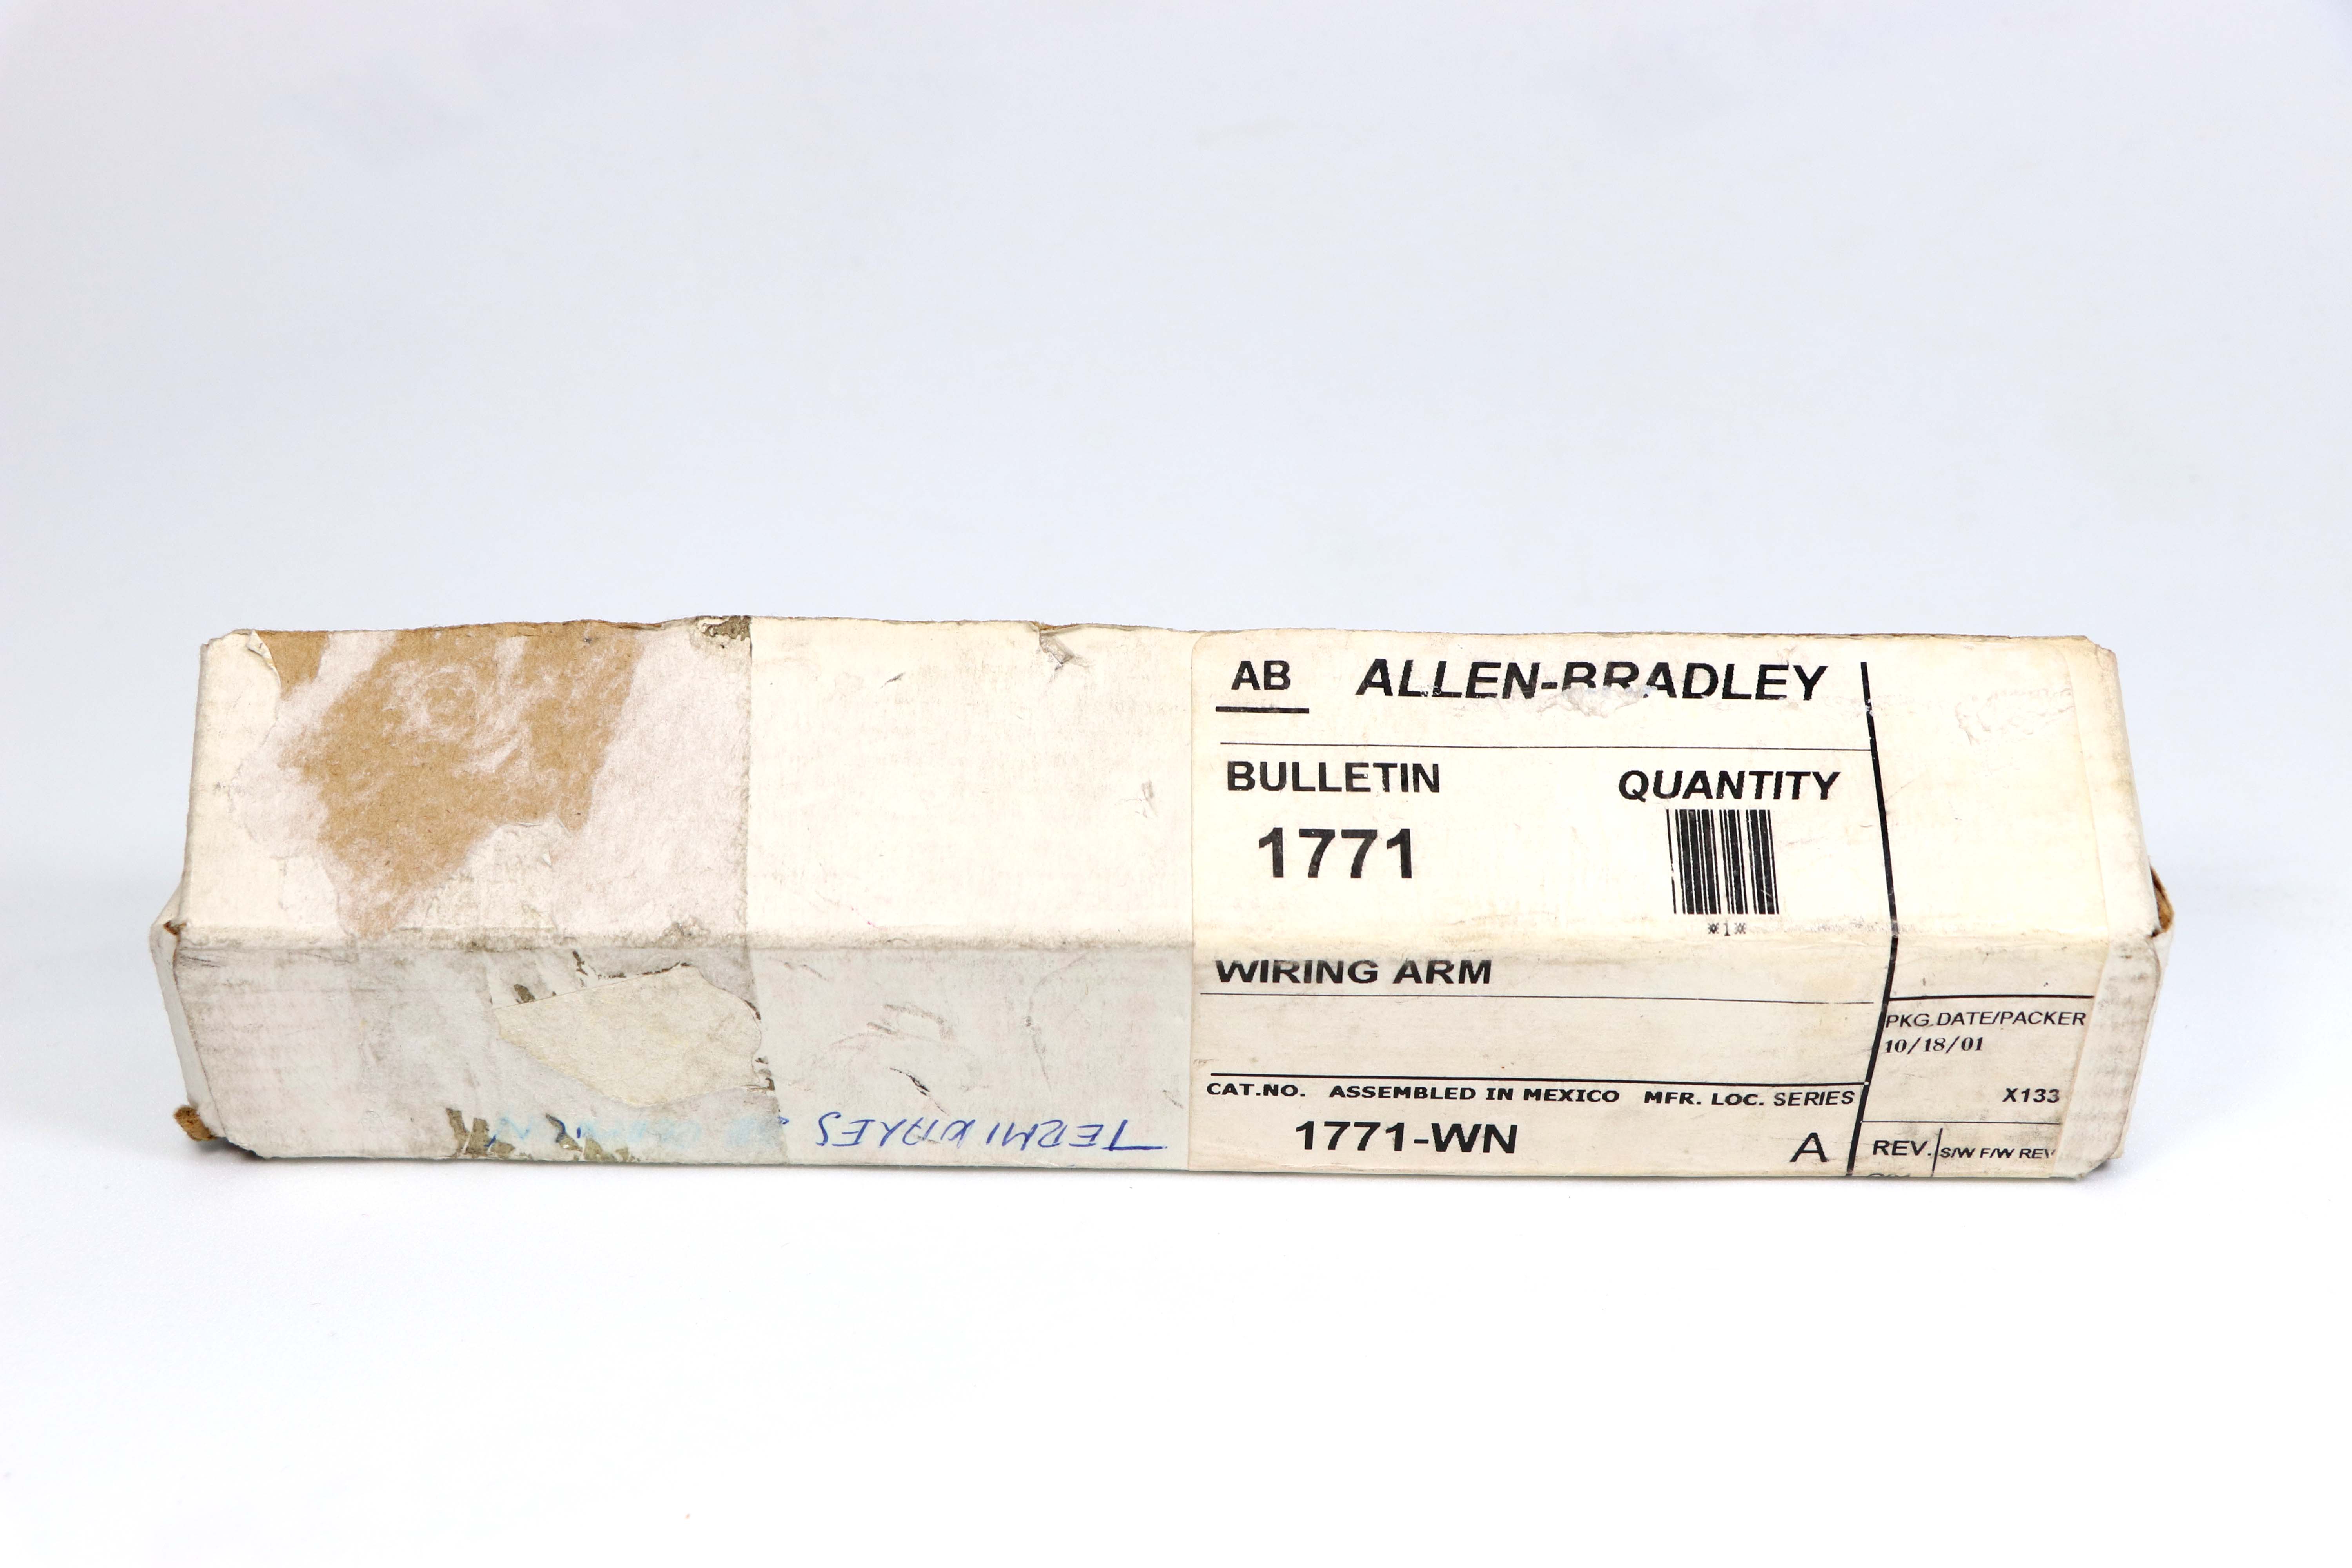 AB ALLEN-BRADLEY
BULLETIN QUANTITY
1771
*1*
WIRING ARM
PKG.DATE/PACKER
10/18/01
X133
CAT.NO. ASSEMBLED IN MEXICO MFR. LOC. SERIES
1771-WN A
REV. S/W F/W REV
TERMINALES